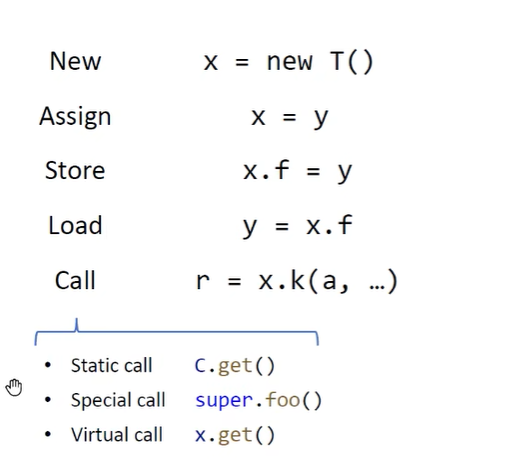 New x = new T()
Assign x = y
Store x.f = y
Load y = x.f
Call r = x.k(a, …)
• Static call C.get()
• Special call super.foo()
• Virtual call x.get()